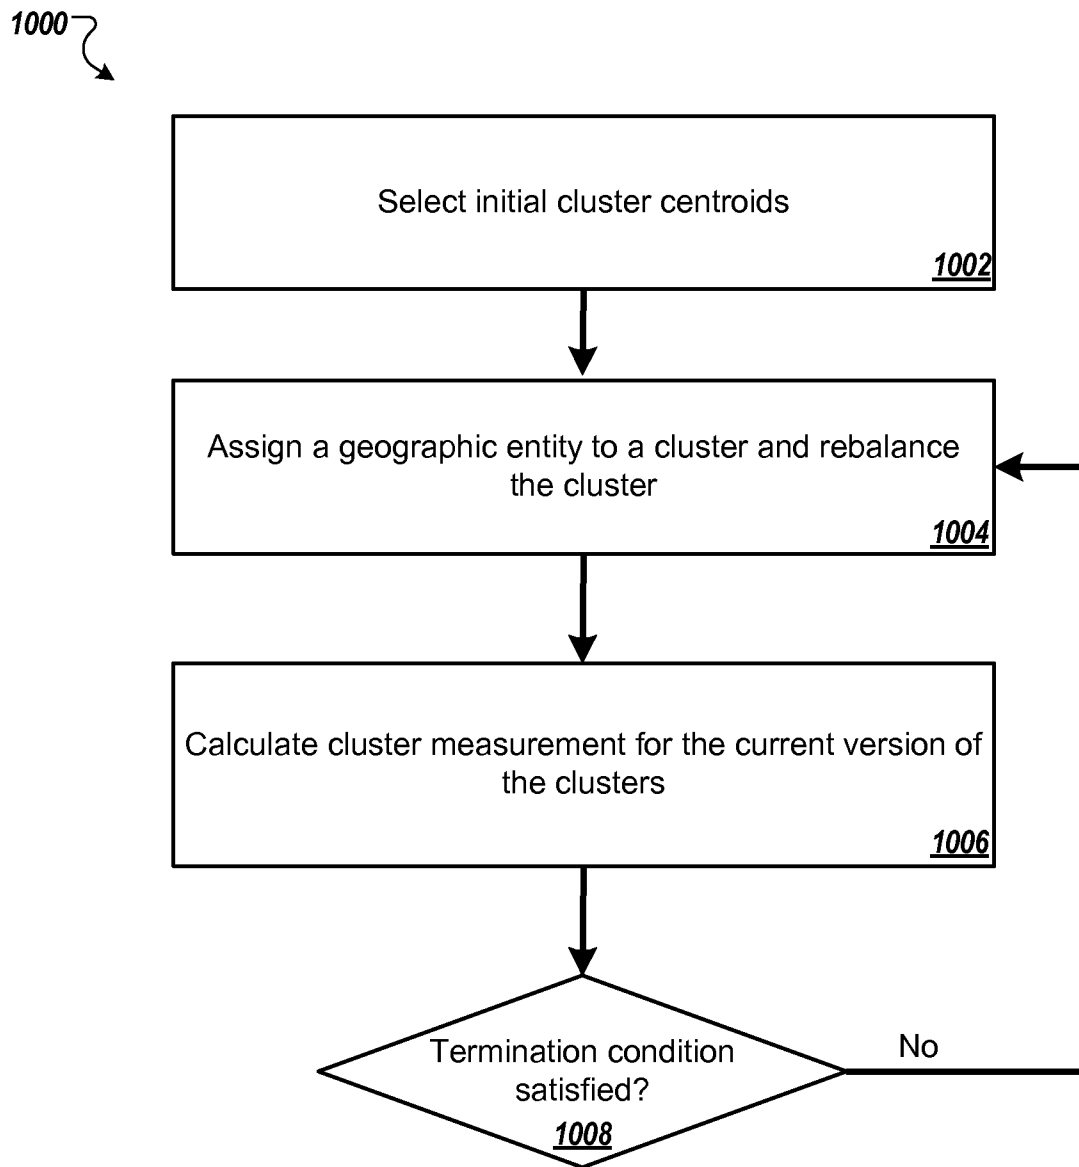 1000
Select initial cluster centroids
1002
Assign a geographic entity to a cluster and rebalance
the cluster
1004
Calculate cluster measurement for the current version of
the clusters
1006
Termination condition
satisfied?
1008
No